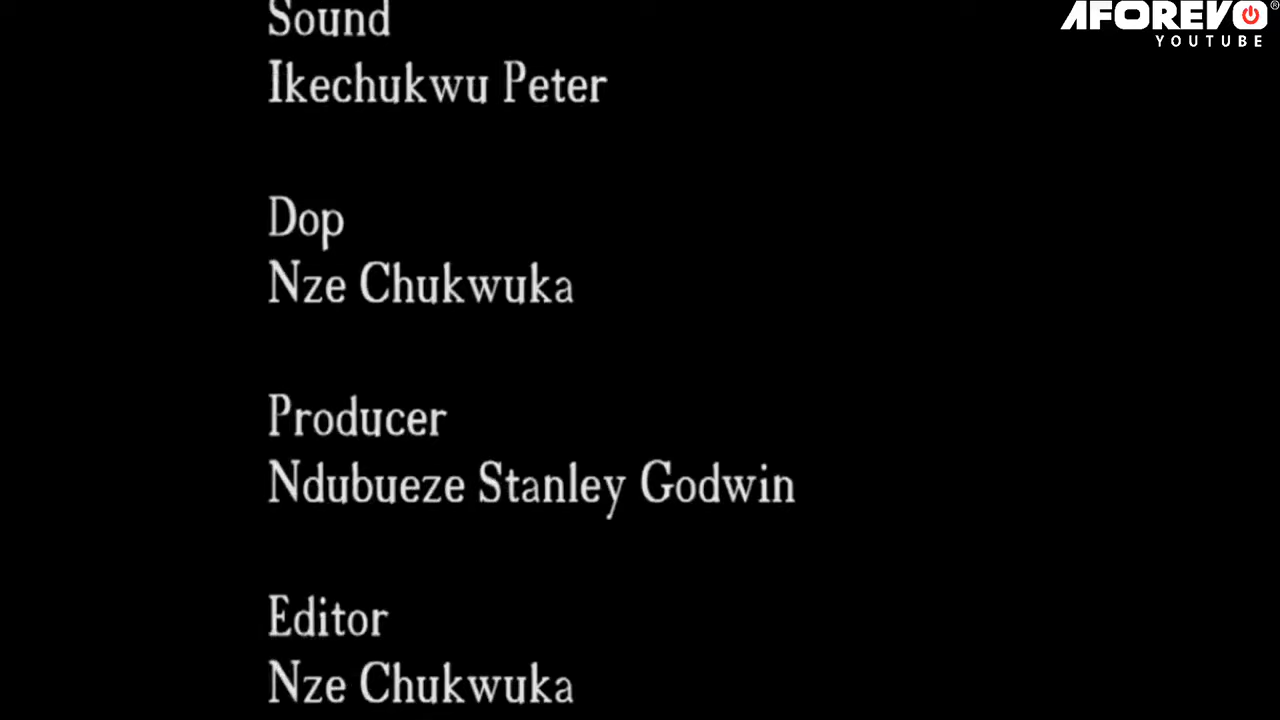 Sound
Ikechukwu Peter
Dop
Nze Chukwuka
Producer
Ndubueze Stanley Godwin
Editor
Nze Chukwuka
AFOREVO®
YOUTUBE